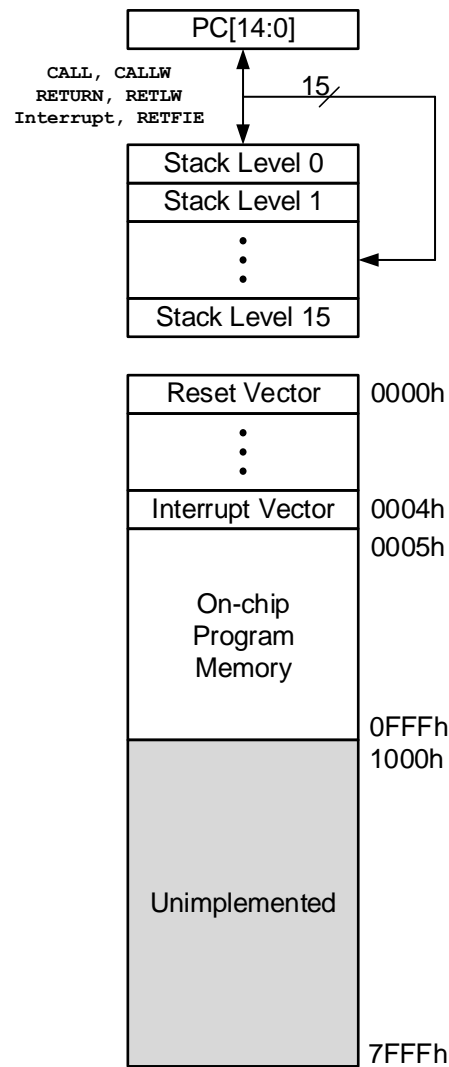 PC[14:0]
CALL, CALLW
RETURN, RETLW
Interrupt, RETFIE
15
Stack Level 0
Stack Level 1
Stack Level 15
Reset Vector
0000h
Interrupt Vector
0004h
0005h
On-chip
Program
Memory
0FFFh
1000h
Unimplemented
7FFFh